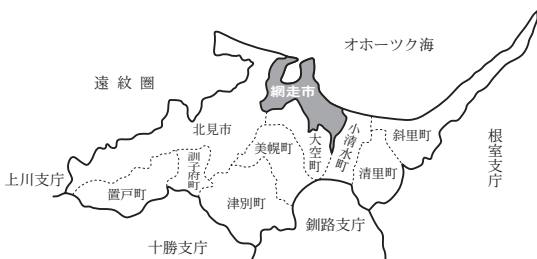 オホーツク海
遠紋圏
網走市
北見市
美幌町
大空町
小清水町
斜里町
根室支庁
訓子府町
清里町
上川支庁
置戸町
津別町
釧路支庁
十勝支庁